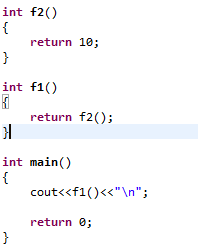 int f2()
{
    return 10;
}

int f1()
{
    return f2();
}

int main()
{
    cout<<f1()<<"\n";

    return 0;
}